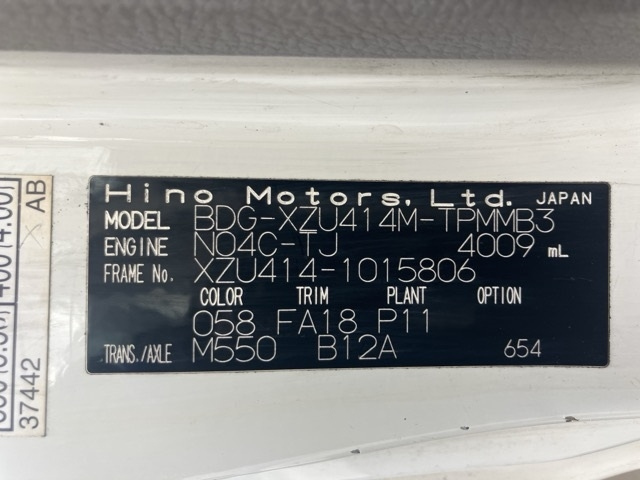 Hino Motors, Ltd. JAPAN
MODEL BDG-XZU414M-TPMMB3
ENGINE N04C-TJ 4009 mL
FRAME No. XZU414-1015806
COLOR TRIM PLANT OPTION
058 FA18 P11
TRANS./AXLE M550 B12A 654
AB
37442